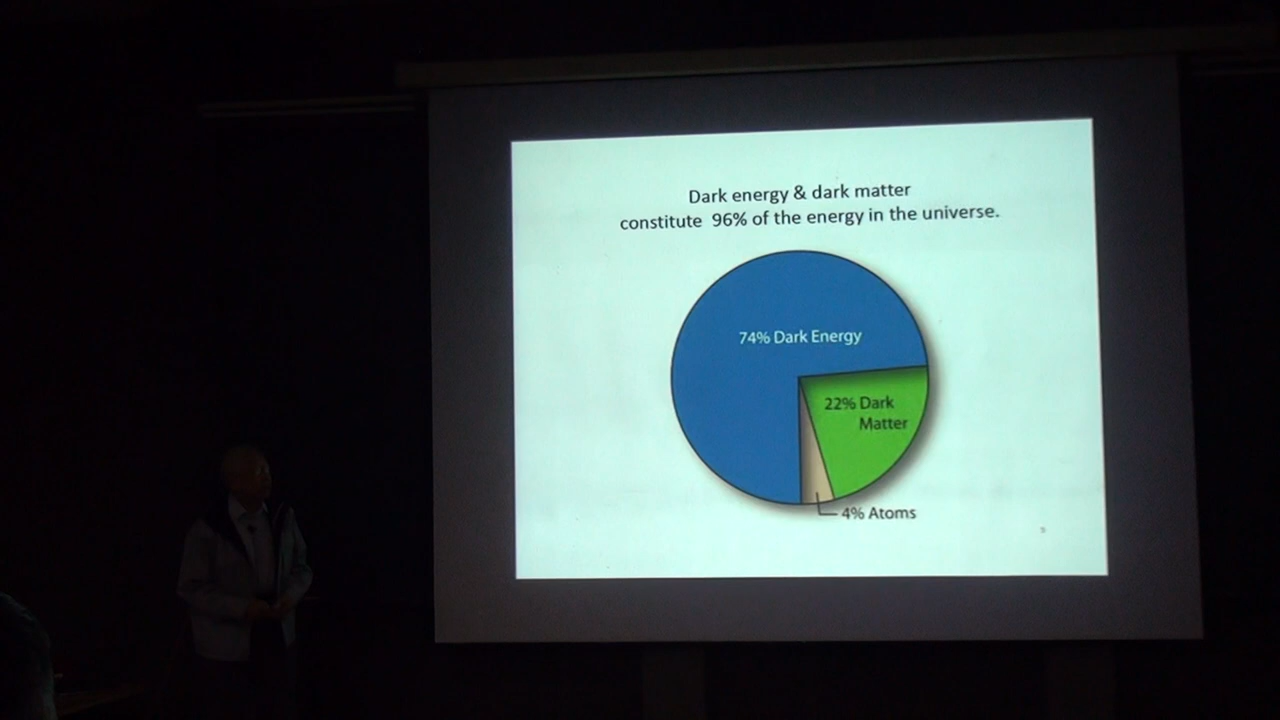 Dark energy & dark matter
constitute 96% of the energy in the universe.
74% Dark Energy
22% Dark
Matter
4% Atoms